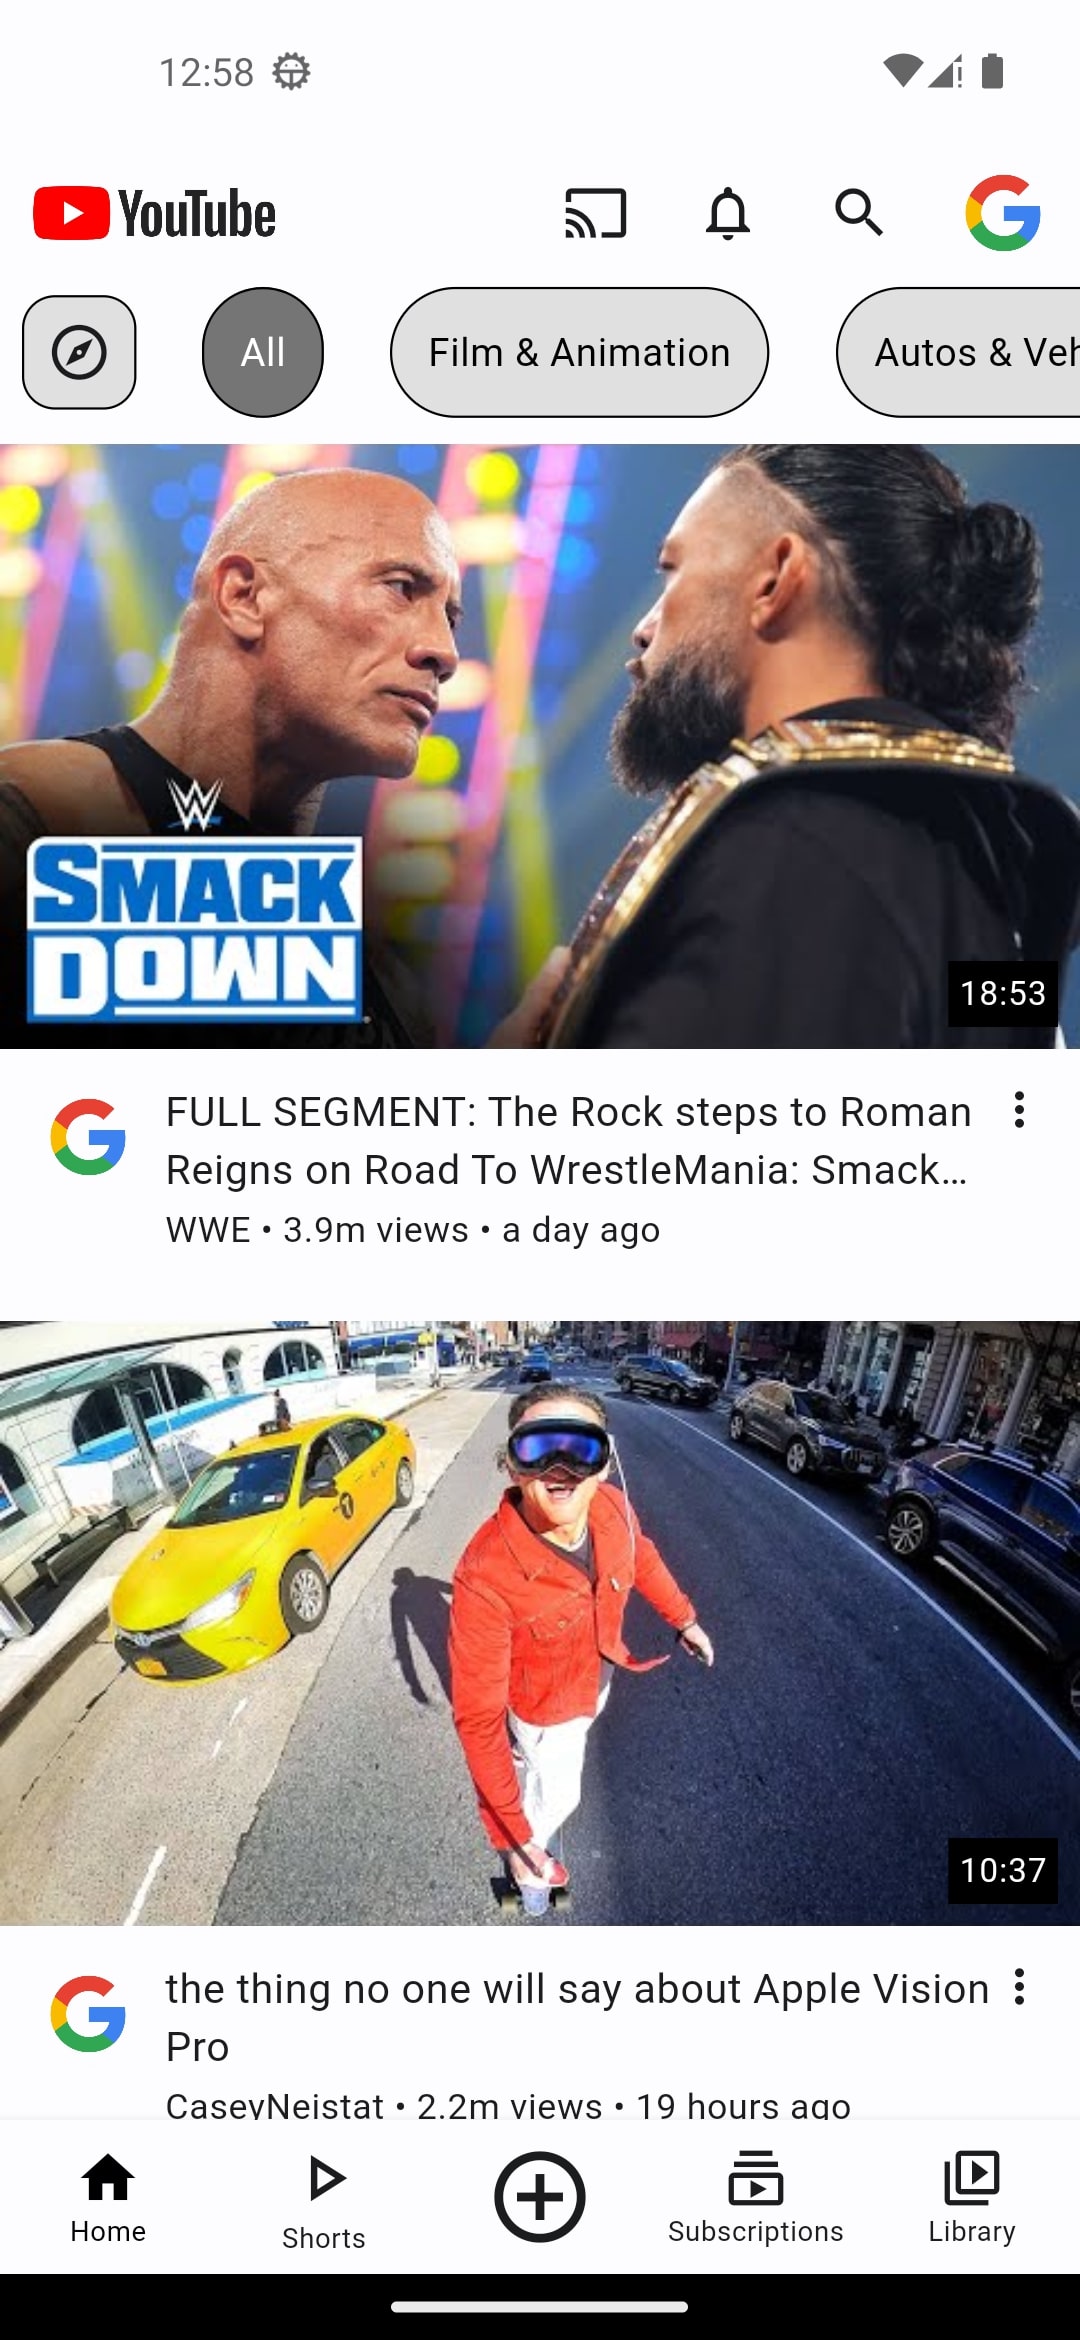 12:58
YouTube
All
Film & Animation
Autos & Veh
W
SMACK
DOWN
18:53
FULL SEGMENT: The Rock steps to Roman
Reigns on Road To WrestleMania: Smack...
WWE • 3.9m views • a day ago
10:37
the thing no one will say about Apple Vision
Pro
CaseyNeistat • 2.2m views • 19 hours ago
Home
Shorts
Subscriptions
Library